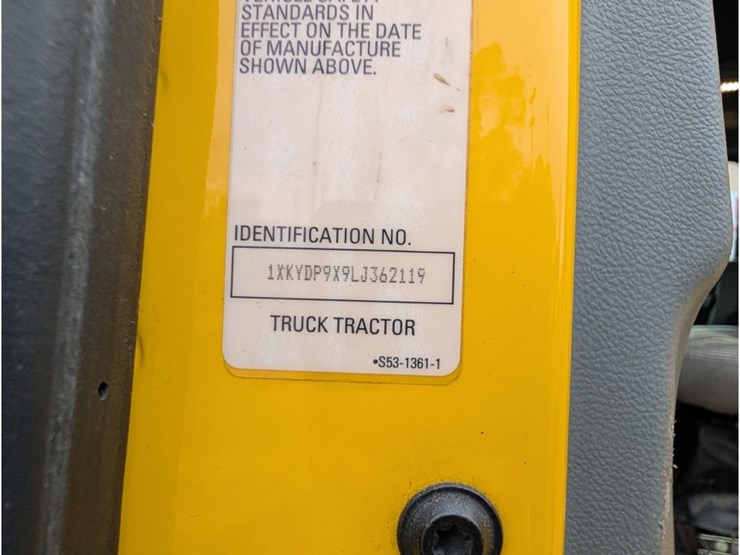 STANDARDS IN
EFFECT ON THE DATE
OF MANUFACTURE
SHOWN ABOVE.
IDENTIFICATION NO.
1XKYDP9X9LJ362119
TRUCK TRACTOR
•S53-1361-1